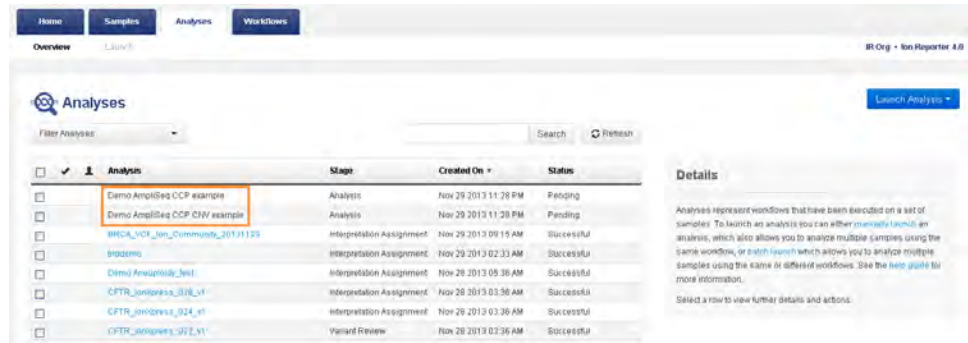 Home Samples Analyses Workflows
Overview Launch IR Org • Ion Reporter 4.0
Analyses
Launch Analysis
Filter Analyses Search Refresh
Analysis Stage Created On Status
Demo AmpliSeq CCP example Analysis Nov 29 2013 11:28 PM Pending
Demo AmpliSeq CCP CNV example Analysis Nov 29 2013 11:28 PM Pending
BRCA_VCF_Ion_Community_20131129 Interpretation Assignment Nov 29 2013 09:15 AM Successful
Interpretation Assignment Nov 29 2013 02:33 AM Successful
Demo Aneuploidy_test Interpretation Assignment Nov 28 2013 05:36 AM Successful
CFTR_ionxpress_026_v1 Interpretation Assignment Nov 28 2013 03:36 AM Successful
CFTR_ionxpress_024_v1 Interpretation Assignment Nov 28 2013 03:36 AM Successful
CFTR_ionxpress_022_v1 Variant Review Nov 28 2013 03:36 AM Successful
Details
Analyses represent workflows that have been executed on a set of
samples. To launch an analysis you can either manually launch an
analysis, which also allows you to analyze multiple samples using the
same workflow, or batch launch which allows you to analyze multiple
samples using the same or different workflows. See the help guide for
more information.
Select a row to view further details and actions.